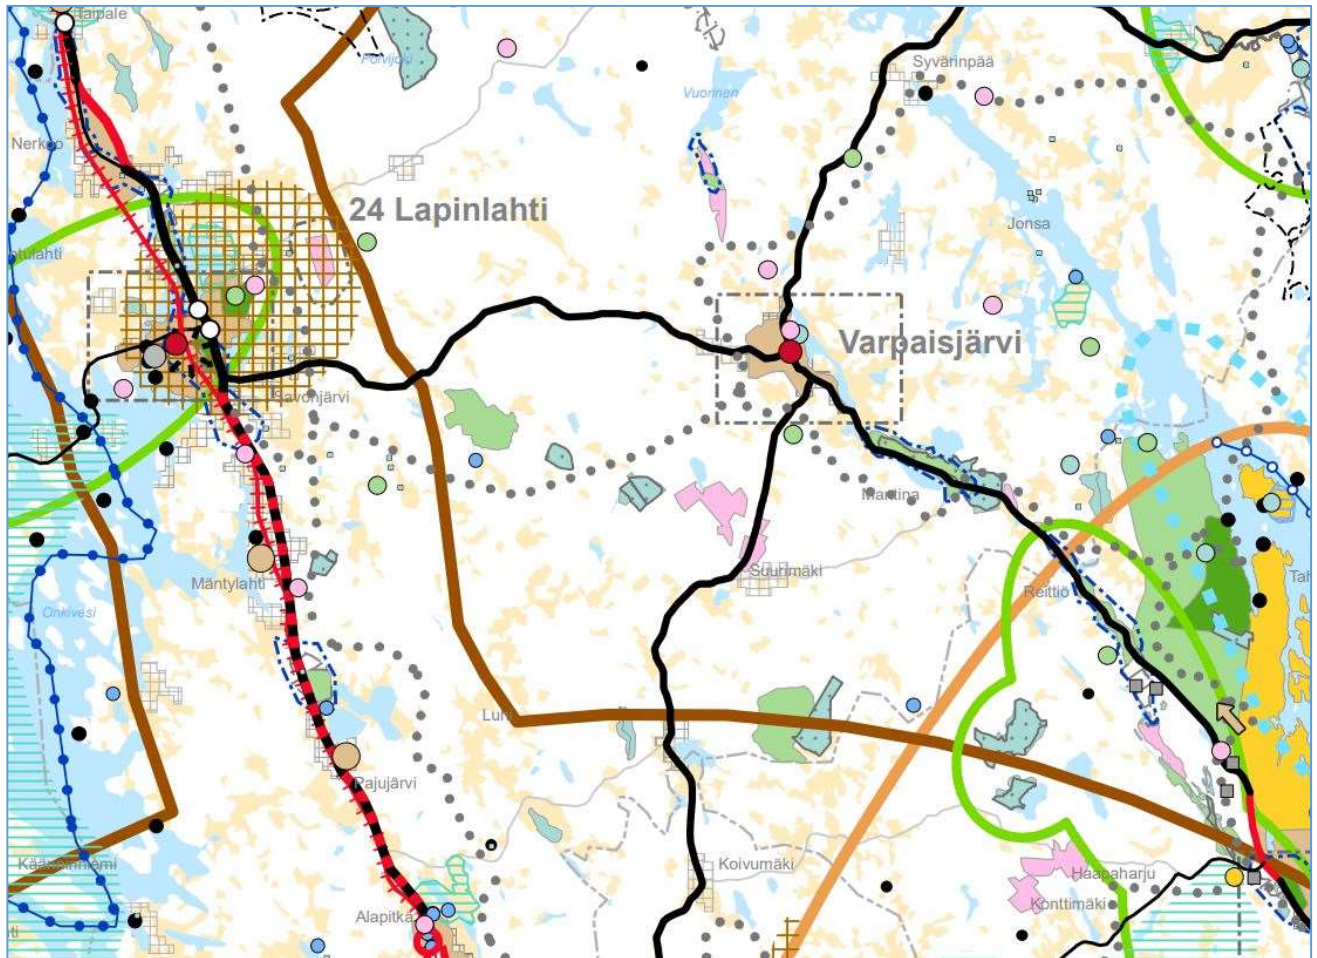 Taipale
Syvärinpää
Vuorinen
Nerkoo
24 Lapinlahti
Jonsa
Varpaisjärvi
Savonjärvi
Martina
Suurimäki
Mäntylahti
Reittiö
Onkivesi
Luhi
Pajujärvi
Koivumäki
Haapaharju
Konttimäki
Alapitkä